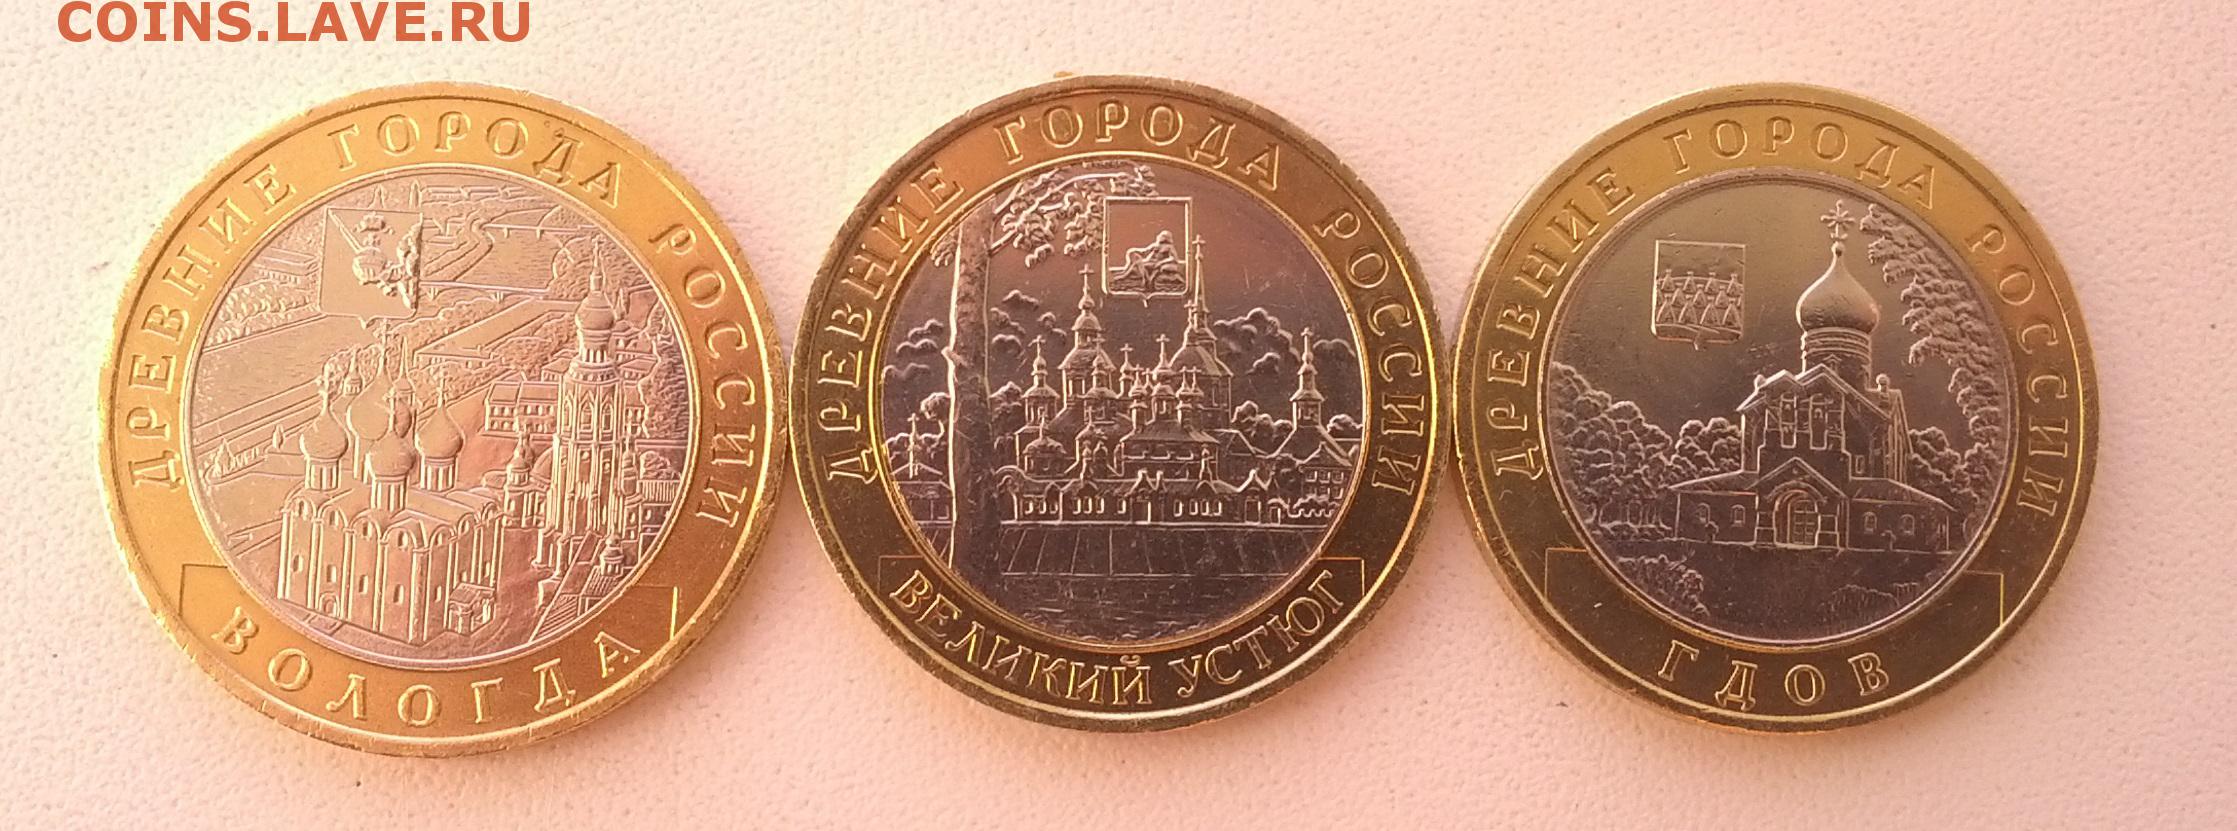 COINS.LAVE.RU
ДРЕВНИЕ ГОРОДА РОССИИ
ВОЛОГДА
ДРЕВНИЕ ГОРОДА РОССИИ
ВЕЛИКИЙ УСТЮГ
ДРЕВНИЕ ГОРОДА РОССИИ
ГДОВ